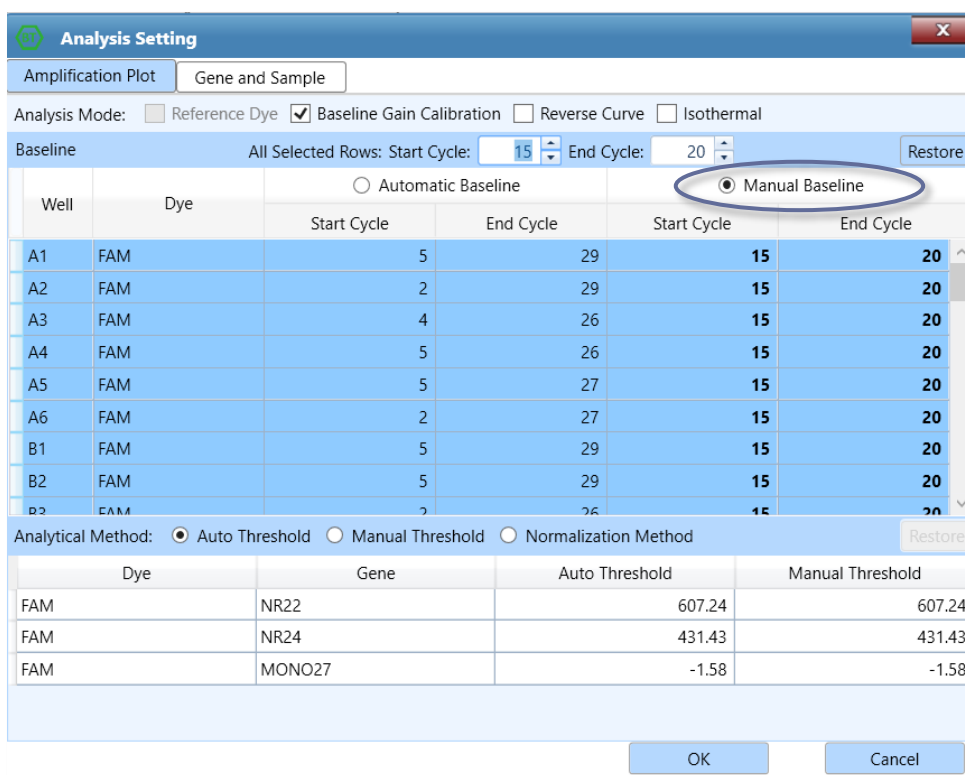 Analysis Setting
X
Amplification Plot Gene and Sample
Analysis Mode: Reference Dye Baseline Gain Calibration Reverse Curve Isothermal
Baseline All Selected Rows: Start Cycle: 15 End Cycle: 20 Restore
Well Dye Automatic Baseline Manual Baseline
Start Cycle End Cycle Start Cycle End Cycle
A1 FAM 5 29 15 20
A2 FAM 2 29 15 20
A3 FAM 4 26 15 20
A4 FAM 5 26 15 20
A5 FAM 5 27 15 20
A6 FAM 2 27 15 20
B1 FAM 5 29 15 20
B2 FAM 5 29 15 20
B3 FAM 2 26 15 20
Analytical Method: Auto Threshold Manual Threshold Normalization Method Restore
Dye Gene Auto Threshold Manual Threshold
FAM NR22 607.24 607.24
FAM NR24 431.43 431.43
FAM MONO27 -1.58 -1.58
OK Cancel